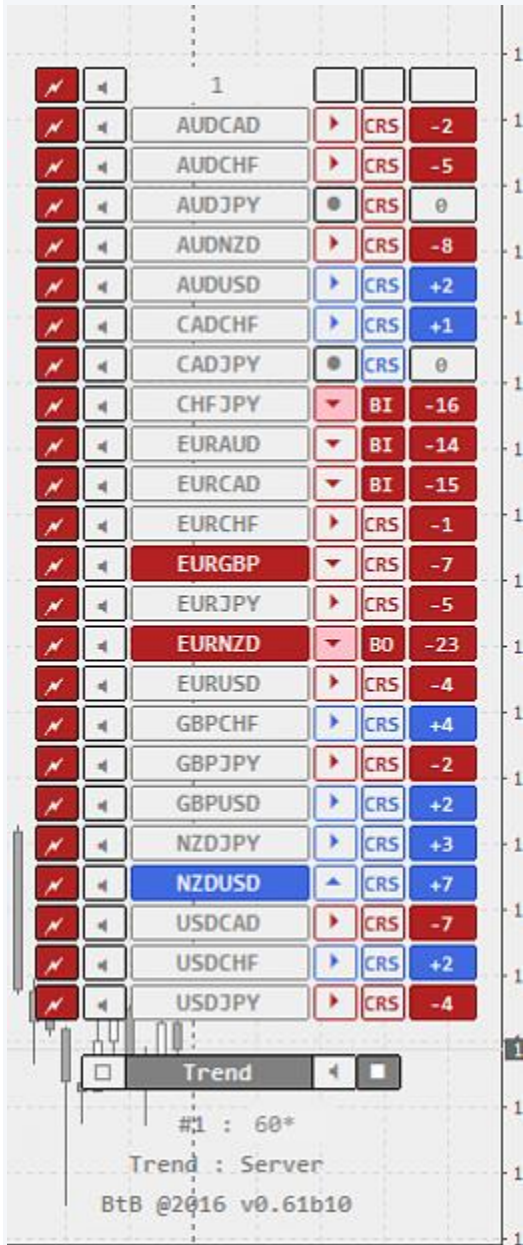 1
AUDCAD CRS -2
AUDCHF CRS -5
AUDJPY CRS 0
AUDNZD CRS -8
AUDUSD CRS +2
CADCHF CRS +1
CADJPY CRS 0
CHFJPY BI -16
EURAUD BI -14
EURCAD BI -15
EURCHF CRS -1
EURGBP CRS -7
EURJPY CRS -5
EURNZD BO -23
EURUSD CRS -4
GBPCHF CRS +4
GBPJPY CRS -2
GBPUSD CRS +2
NZDJPY CRS +3
NZDUSD CRS +7
USDCAD CRS -7
USDCHF CRS +2
USDJPY CRS -4
Trend
#1 : 60*
Trend : Server
BtB @2016 v0.61b10